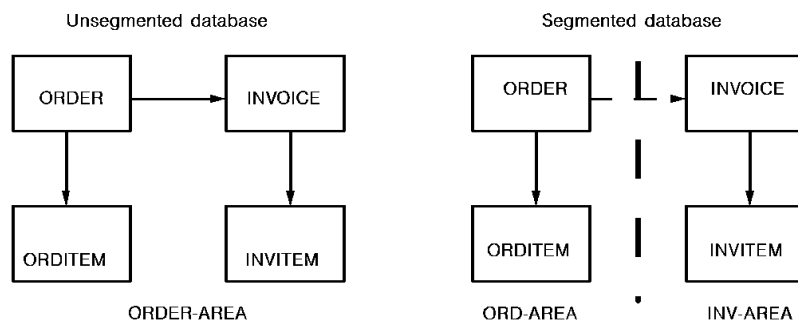 Unsegmented database
Segmented database
ORDER
INVOICE
ORDER
INVOICE
ORDITEM
INVITEM
ORDITEM
INVITEM
ORDER-AREA
ORD-AREA
INV-AREA